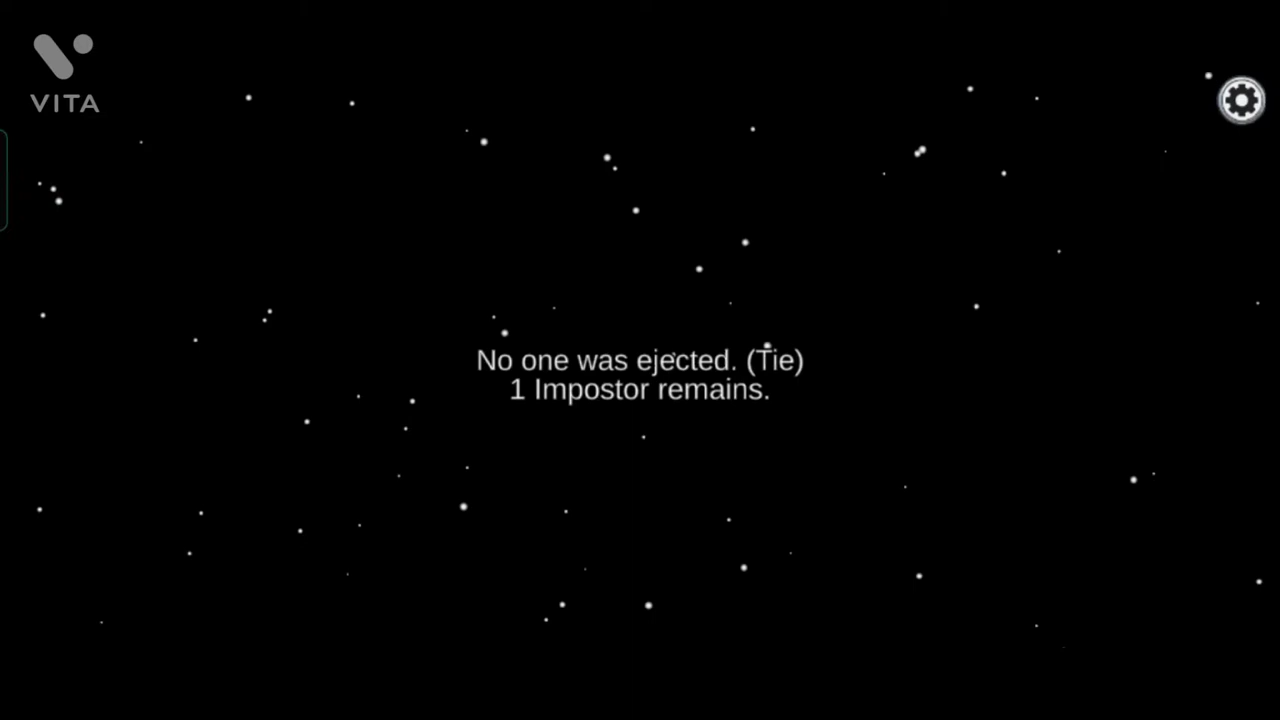 VITA
No one was ejected. (Tie)
1 Impostor remains.